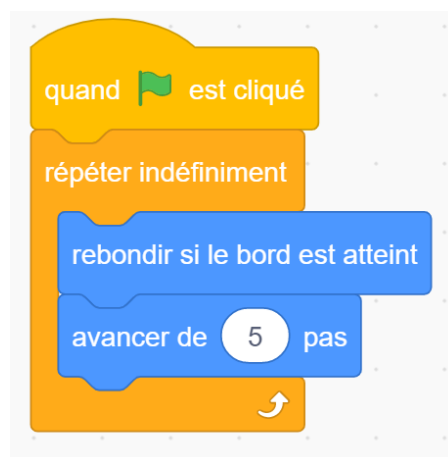 quand est cliqué
répéter indéfiniment
rebondir si le bord est atteint
avancer de 5 pas